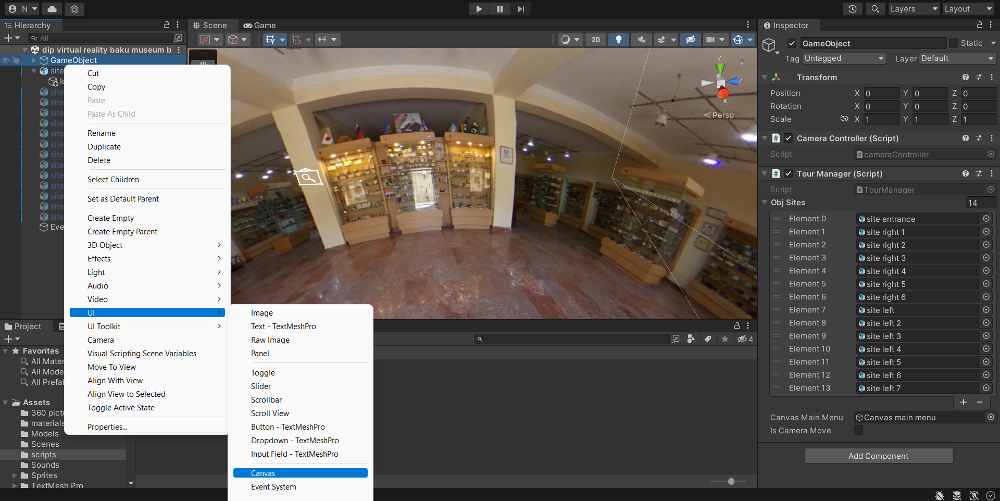 N
Layers
Layout
Hierarchy
All
dip virtual reality baku museum b
GameObject
site
site
site
site
site
site
site
site
site
site
site
site
site
site
Eve
Cut
Copy
Paste
Paste As Child
Rename
Duplicate
Delete
Select Children
Set as Default Parent
Create Empty
Create Empty Parent
3D Object
Effects
Light
Audio
Video
UI
UI Toolkit
Camera
Visual Scripting Scene Variables
Move To View
Align With View
Align View to Selected
Toggle Active State
Properties...
Image
Text - TextMeshPro
Raw Image
Panel
Toggle
Slider
Scrollbar
Scroll View
Button - TextMeshPro
Dropdown - TextMeshPro
Input Field - TextMeshPro
Canvas
Event System
Scene
Game
2D
y
z
x
Persp
Project
4
Favorites
All Mater
All Mode
All Prefab
Assets
360 pictu
materials
Models
Scenes
scripts
Sounds
Sprites
TextMesh Pro
Inspector
GameObject
Static
Tag Untagged
Layer Default
Transform
Position X 0 Y 0 Z 0
Rotation X 0 Y 0 Z 0
Scale X 1 Y 1 Z 1
Camera Controller (Script)
Script cameraController
Tour Manager (Script)
Script TourManager
Obj Sites 14
Element 0 site entrance
Element 1 site right 1
Element 2 site right 2
Element 3 site right 3
Element 4 site right 4
Element 5 site right 5
Element 6 site right 6
Element 7 site left
Element 8 site left 2
Element 9 site left 3
Element 10 site left 4
Element 11 site left 5
Element 12 site left 6
Element 13 site left 7
+ −
Canvas Main Menu Canvas main menu
Is Camera Move
Add Component